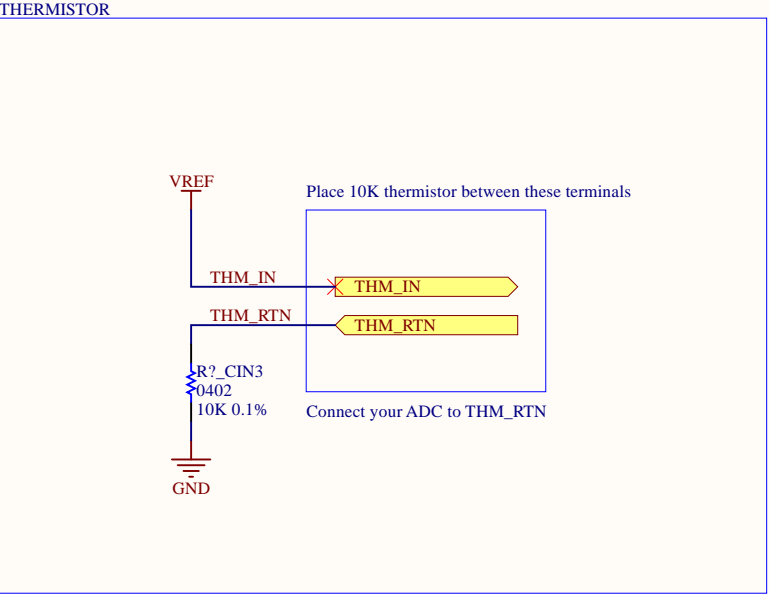 THERMISTOR
VREF
Place 10K thermistor between these terminals
THM_IN
THM_IN
THM_RTN
THM_RTN
R?_CIN3
0402
10K 0.1%
Connect your ADC to THM_RTN
GND